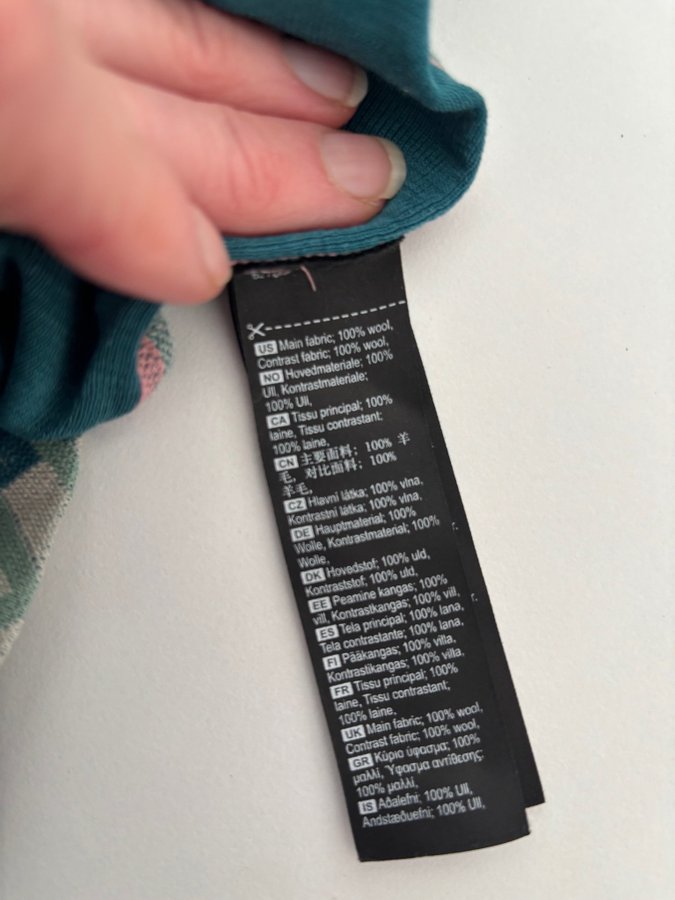 US Main fabric; 100% wool,
Contrast fabric; 100% wool,
NO Hovedmateriale; 100%
Ull, Kontrastmateriale;
100% Ull,
CA Tissu principal; 100%
laine, Tissu contrastant;
100% laine,
CN 主要面料; 100% 羊
毛, 对比面料; 100%
羊毛,
CZ Hlavní látka; 100% vlna,
Kontrastní látka; 100% vlna,
DE Hauptmaterial; 100%
Wolle, Kontrastmaterial; 100%
Wolle,
DK Hovedstof; 100% uld,
Kontraststof; 100% uld,
EE Peamine kangas; 100%
vill, Kontrastkangas; 100% vill,
ES Tela principal; 100% lana,
Tela contrastante; 100% lana,
FI Pääkangas; 100% villa,
Kontrastikangas; 100% villa,
FR Tissu principal; 100%
laine, Tissu contrastant;
100% laine,
UK Main fabric; 100% wool,
Contrast fabric; 100% wool,
GR Κύριο ύφασμα; 100%
μαλλί, Ύφασμα αντίθεσης;
100% μαλλί,
IS Aðalefni; 100% Ull,
Andstæðuefni; 100% Ull,